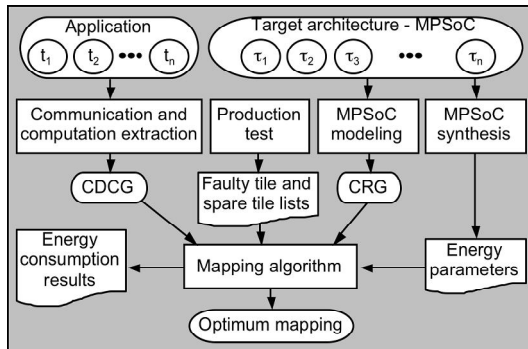 Application
Target architecture - MPSoC
t1 t2 ••• tn
τ1 τ2 τ3 ••• τn
Communication and
computation extraction
Production
test
MPSoC
modeling
MPSoC
synthesis
CDCG
Faulty tile and
spare tile lists
CRG
Energy
consumption
results
Mapping algorithm
Energy
parameters
Optimum mapping